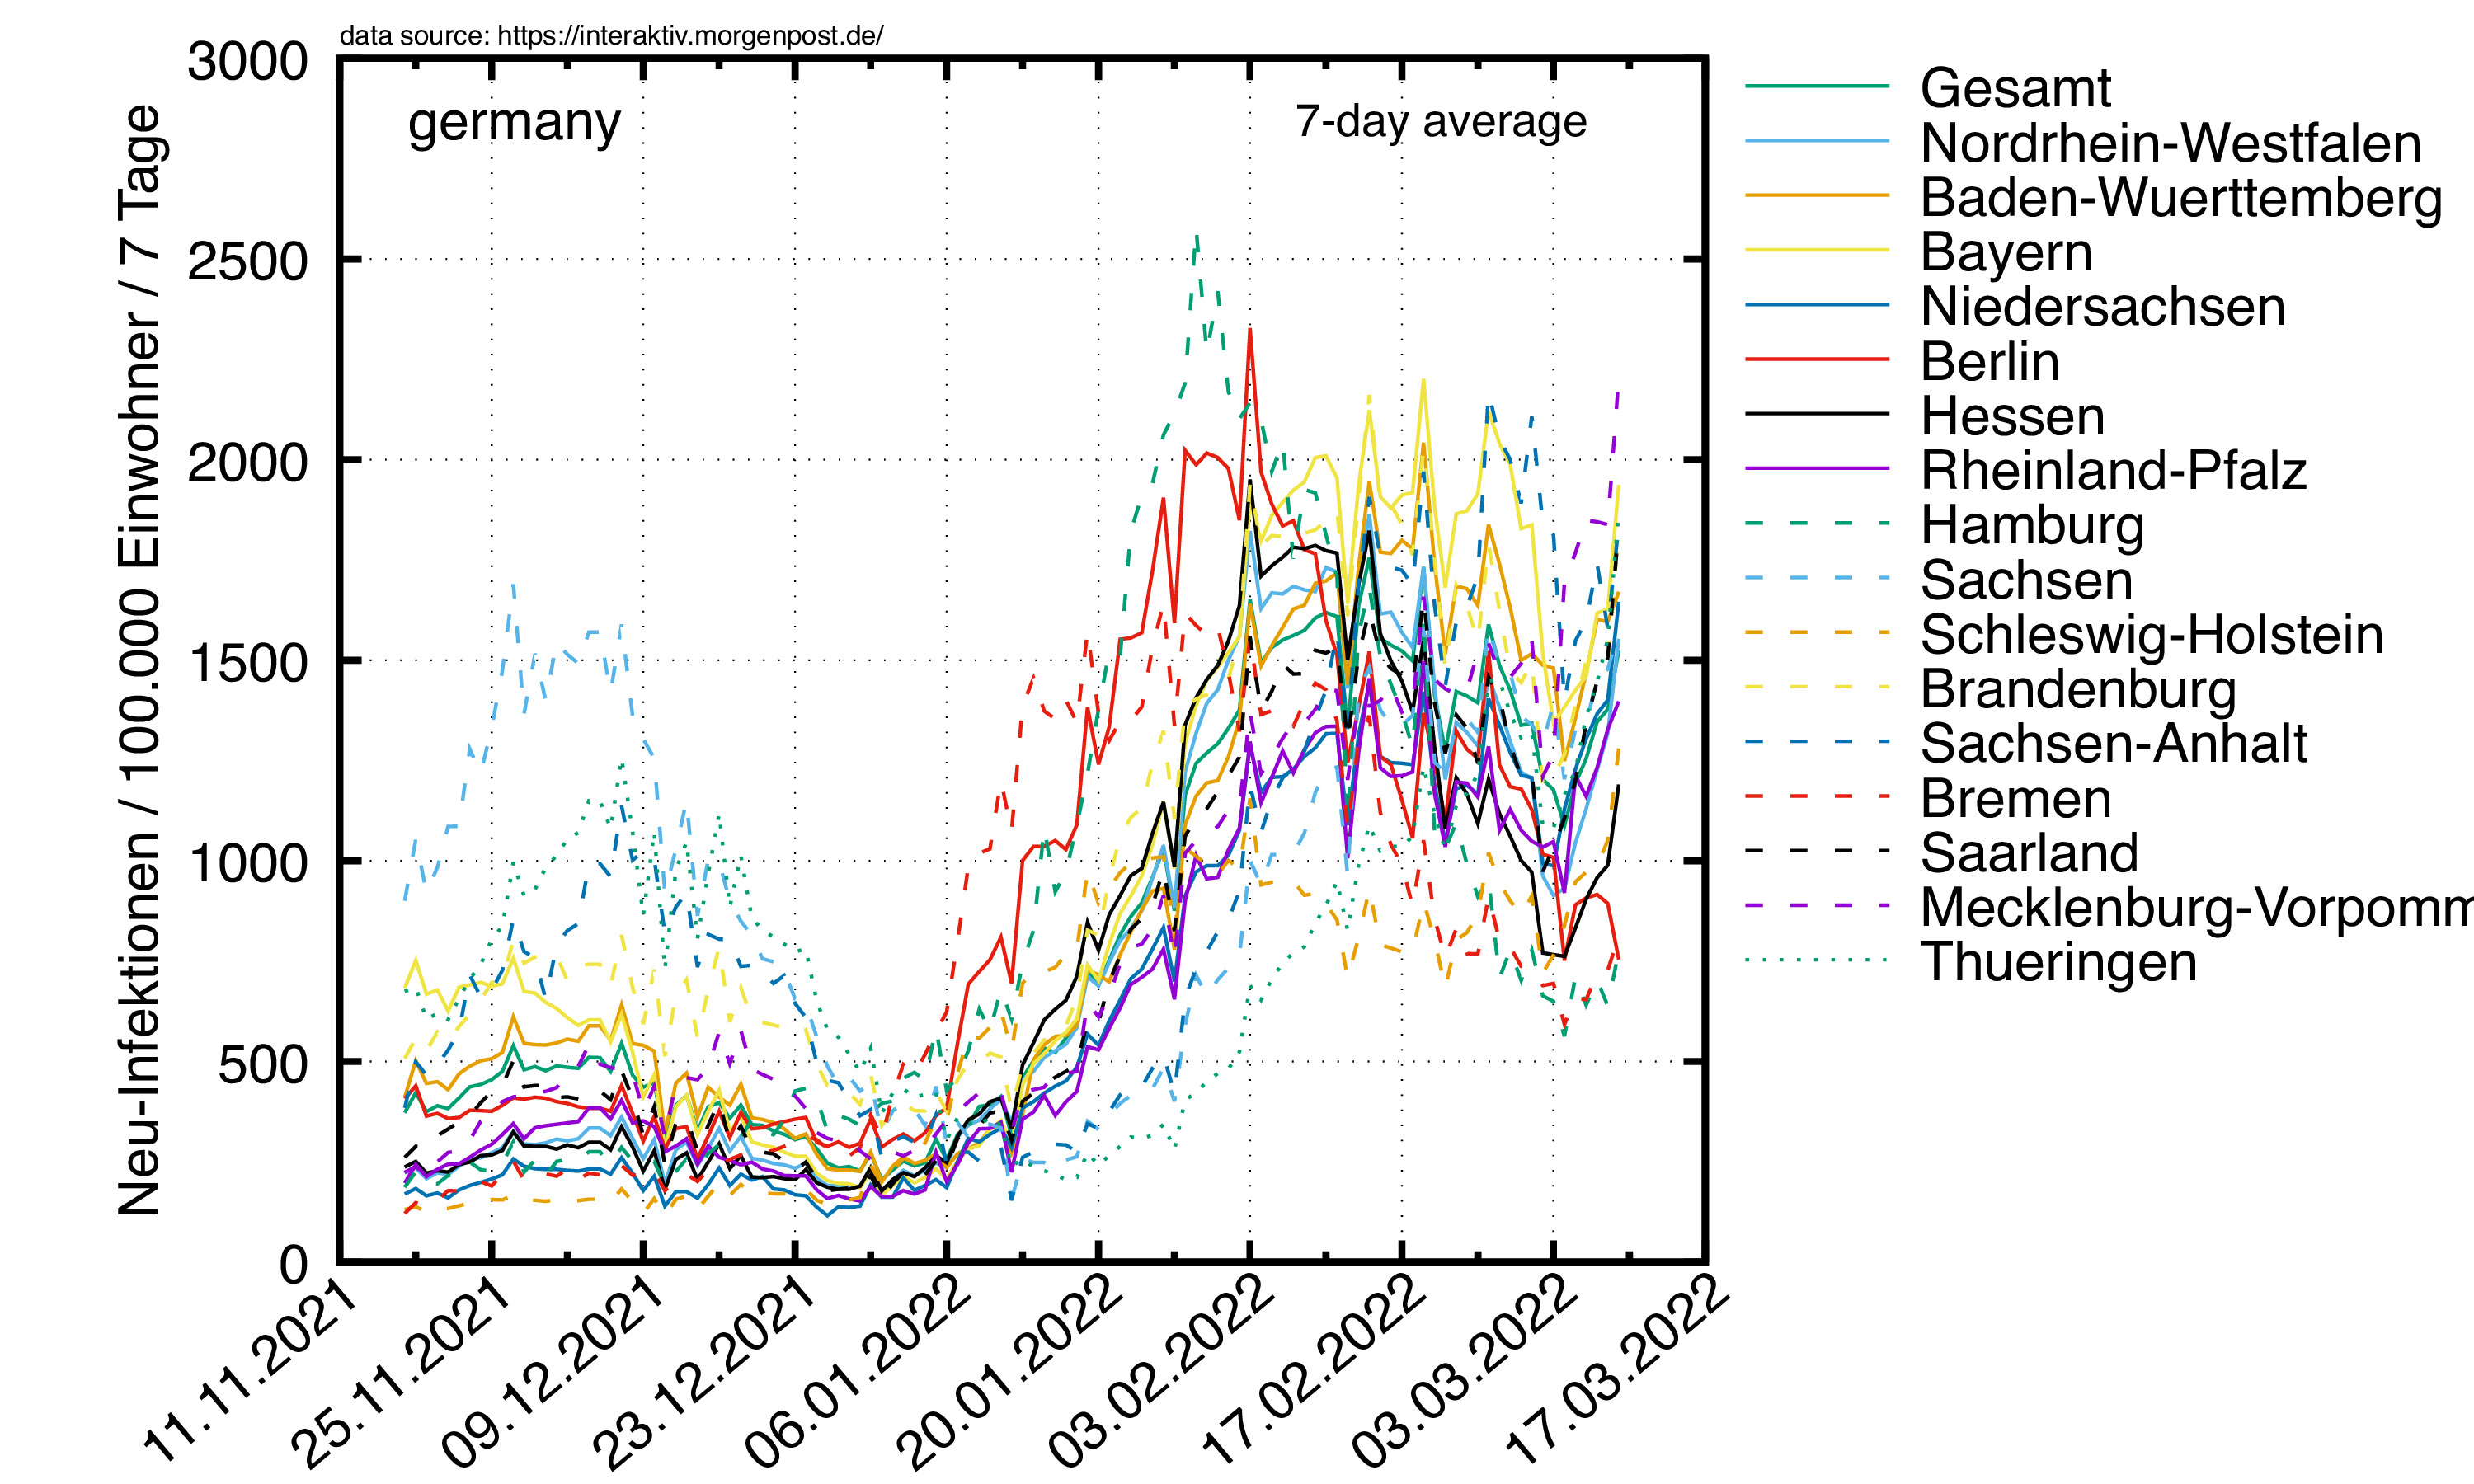 data source: https://interaktiv.morgenpost.de/
germany
7-day average
Neu-Infektionen / 100.000 Einwohner / 7 Tage
3000
2500
2000
1500
1000
500
0
11.11.2021
25.11.2021
09.12.2021
23.12.2021
06.01.2022
20.01.2022
03.02.2022
17.02.2022
03.03.2022
17.03.2022
Gesamt
Nordrhein-Westfalen
Baden-Wuerttemberg
Bayern
Niedersachsen
Berlin
Hessen
Rheinland-Pfalz
Hamburg
Sachsen
Schleswig-Holstein
Brandenburg
Sachsen-Anhalt
Bremen
Saarland
Mecklenburg-Vorpomm
Thueringen